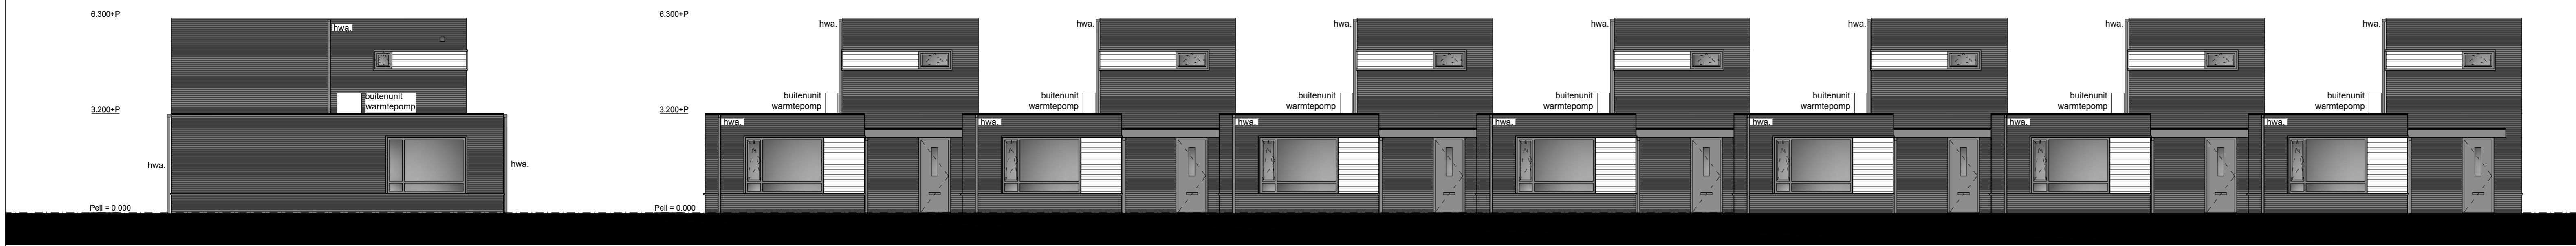 6.300+P
hwa.
buitenunit
warmtepomp
3.200+P
hwa.
hwa.
Peil = 0.000
6.300+P
hwa.
hwa.
hwa.
hwa.
hwa.
hwa.
hwa.
buitenunit
warmtepomp
buitenunit
warmtepomp
buitenunit
warmtepomp
buitenunit
warmtepomp
buitenunit
warmtepomp
buitenunit
warmtepomp
buitenunit
warmtepomp
3.200+P
hwa.
hwa.
hwa.
hwa.
hwa.
hwa.
hwa.
Peil = 0.000